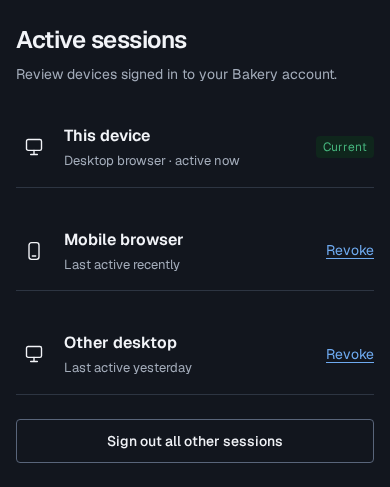 Active sessions
Review devices signed in to your Bakery account.
This device
Desktop browser · active now
Current
Mobile browser
Last active recently
Revoke
Other desktop
Last active yesterday
Revoke
Sign out all other sessions